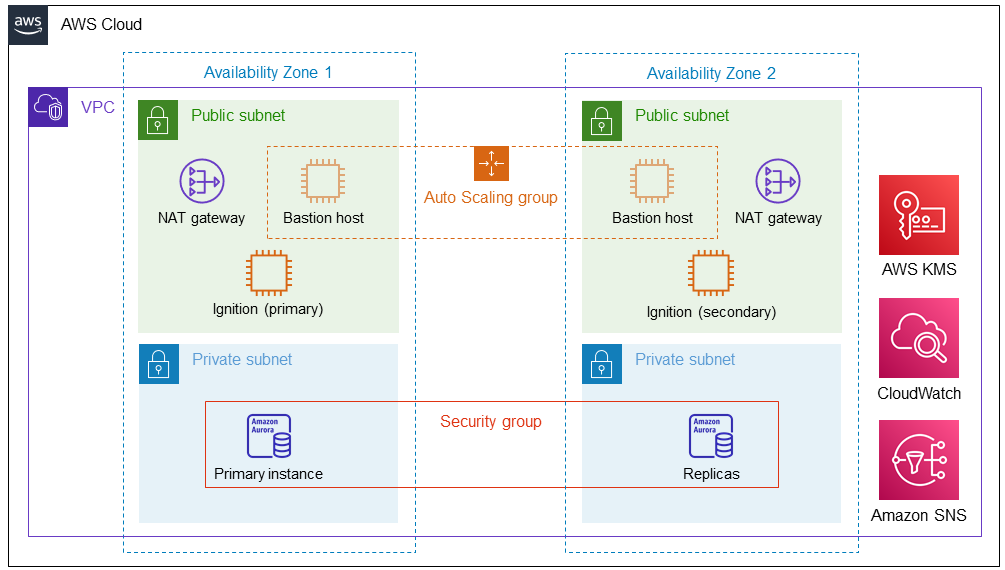 aws
AWS Cloud
Availability Zone 1
Availability Zone 2
VPC
Public subnet
Public subnet
NAT gateway
Bastion host
Auto Scaling group
Bastion host
NAT gateway
AWS KMS
Ignition (primary)
Ignition (secondary)
Private subnet
Private subnet
CloudWatch
Amazon
Aurora
Primary instance
Security group
Amazon
Aurora
Replicas
Amazon SNS